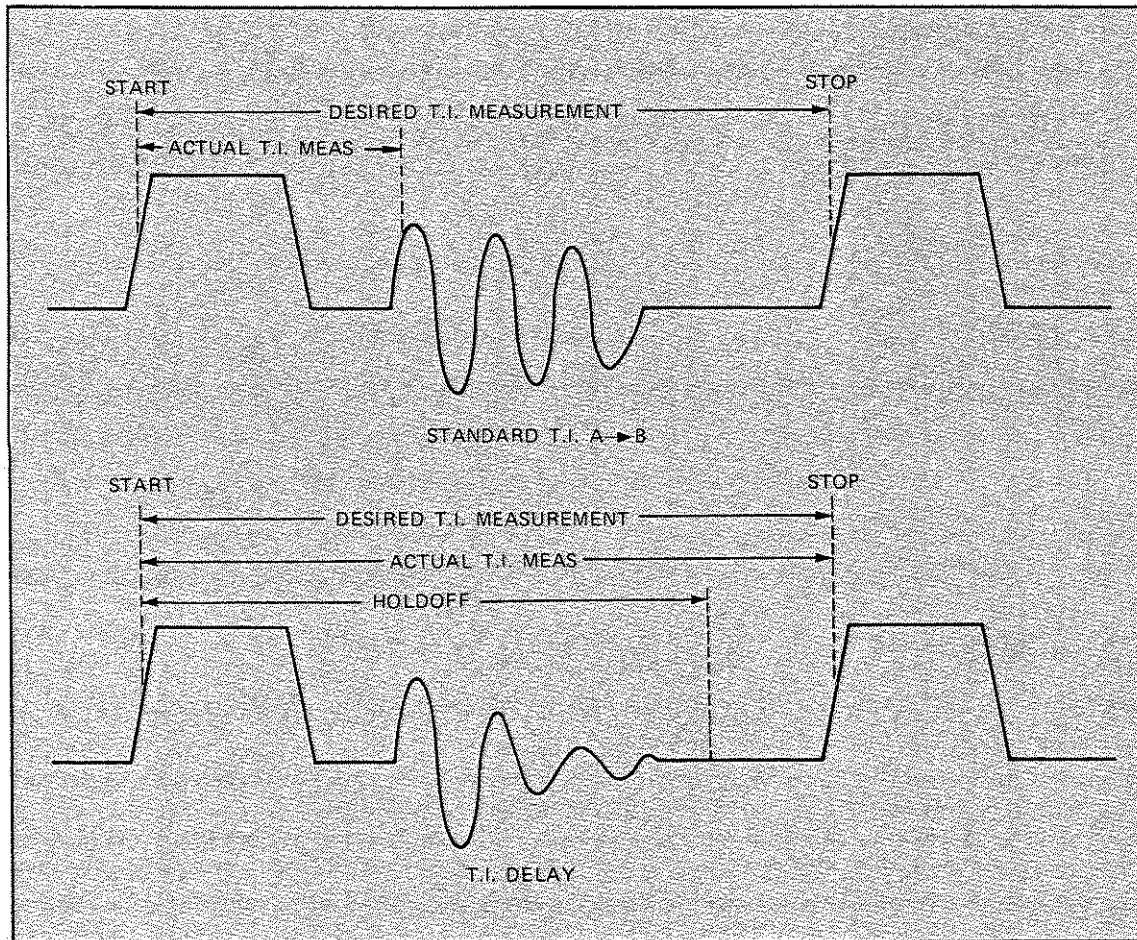 START
STOP
DESIRED T.I. MEASUREMENT
ACTUAL T.I. MEAS
STANDARD T.I. A→B
START
STOP
DESIRED T.I. MEASUREMENT
ACTUAL T.I. MEAS
HOLDOFF
T.I. DELAY